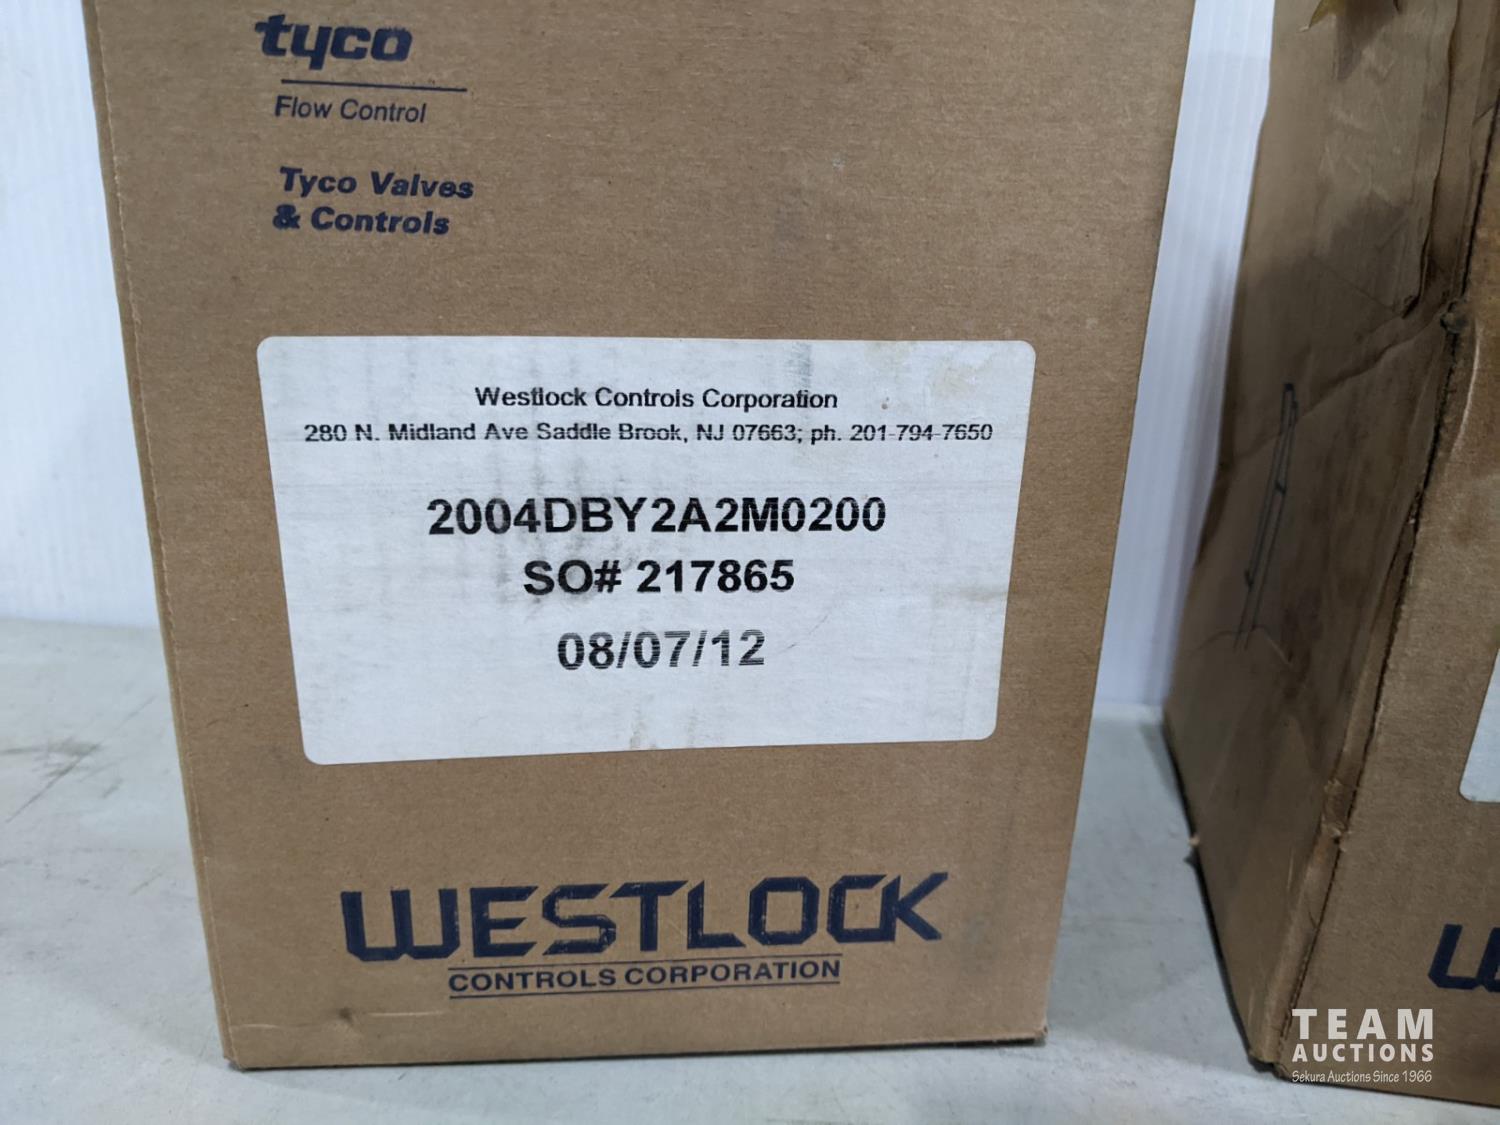 tyco
Flow Control
Tyco Valves
& Controls
Westlock Controls Corporation
280 N. Midland Ave Saddle Brook, NJ 07663; ph. 201-794-7650
2004DBY2A2M0200
SO# 217865
08/07/12
WESTLOCK
CONTROLS CORPORATION
TEAM
AUCTIONS
Sekura Auctions Since 1966